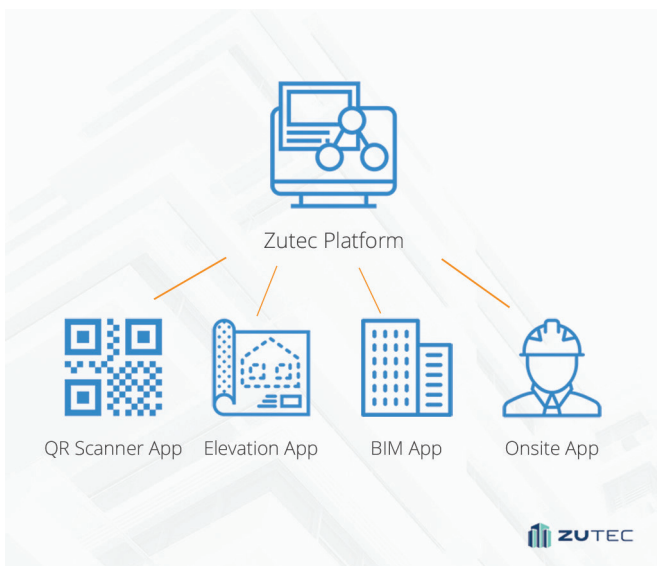 Zutec Platform
QR Scanner App
Elevation App
BIM App
Onsite App
ZUTEC